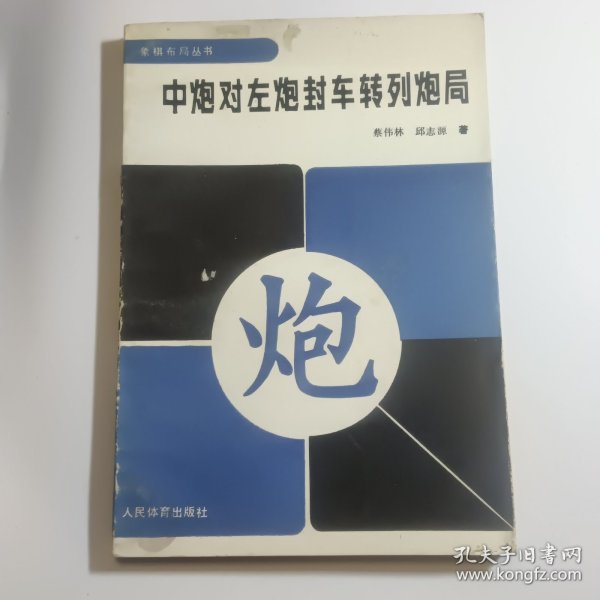 象棋布局丛书
中炮对左炮封车转列炮局
蔡伟林 邱志源 著
炮
人民体育出版社
孔夫子旧书网
www.kongfz.com